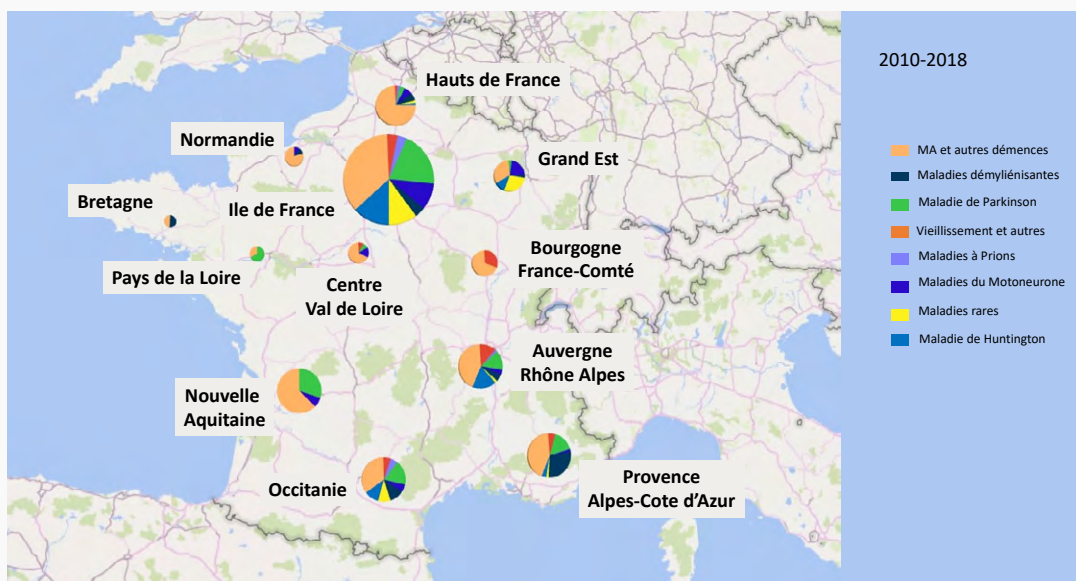 2010-2018
Hauts de France
Normandie
Grand Est
Bretagne
Ile de France
Bourgogne
France-Comté
Pays de la Loire
Centre
Val de Loire
Auvergne
Rhône Alpes
Nouvelle
Aquitaine
Occitanie
Provence
Alpes-Cote d'Azur
MA et autres démences
Maladies démyliénisantes
Maladie de Parkinson
Vieillissement et autres
Maladies à Prions
Maladies du Motoneurone
Maladies rares
Maladie de Huntington